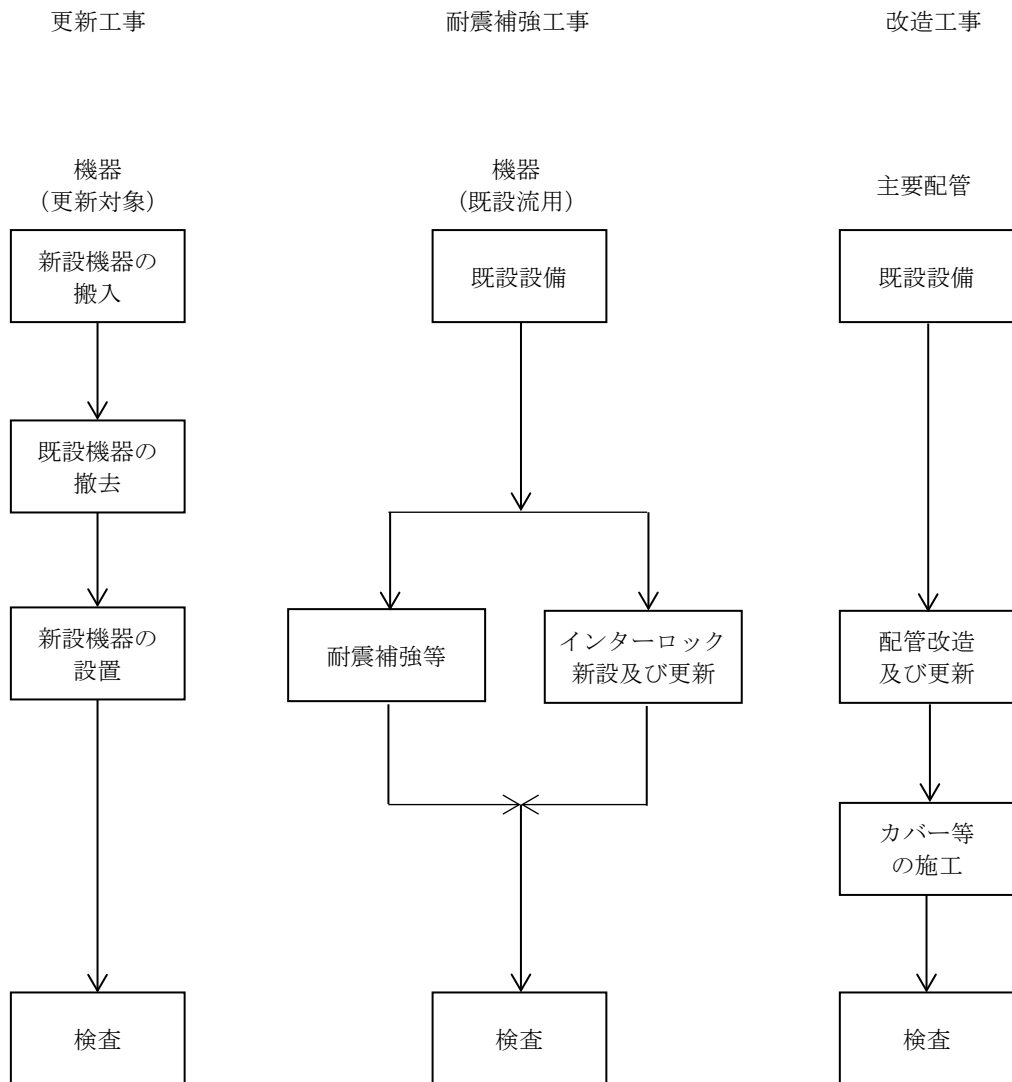 更新工事
耐震補強工事
改造工事
機器
（更新対象）
機器
（既設流用）
主要配管
新設機器の
搬入
既設設備
既設設備
既設機器の
撤去
新設機器の
設置
耐震補強等
インターロック
新設及び更新
配管改造
及び更新
カバー等
の施工
検査
検査
検査